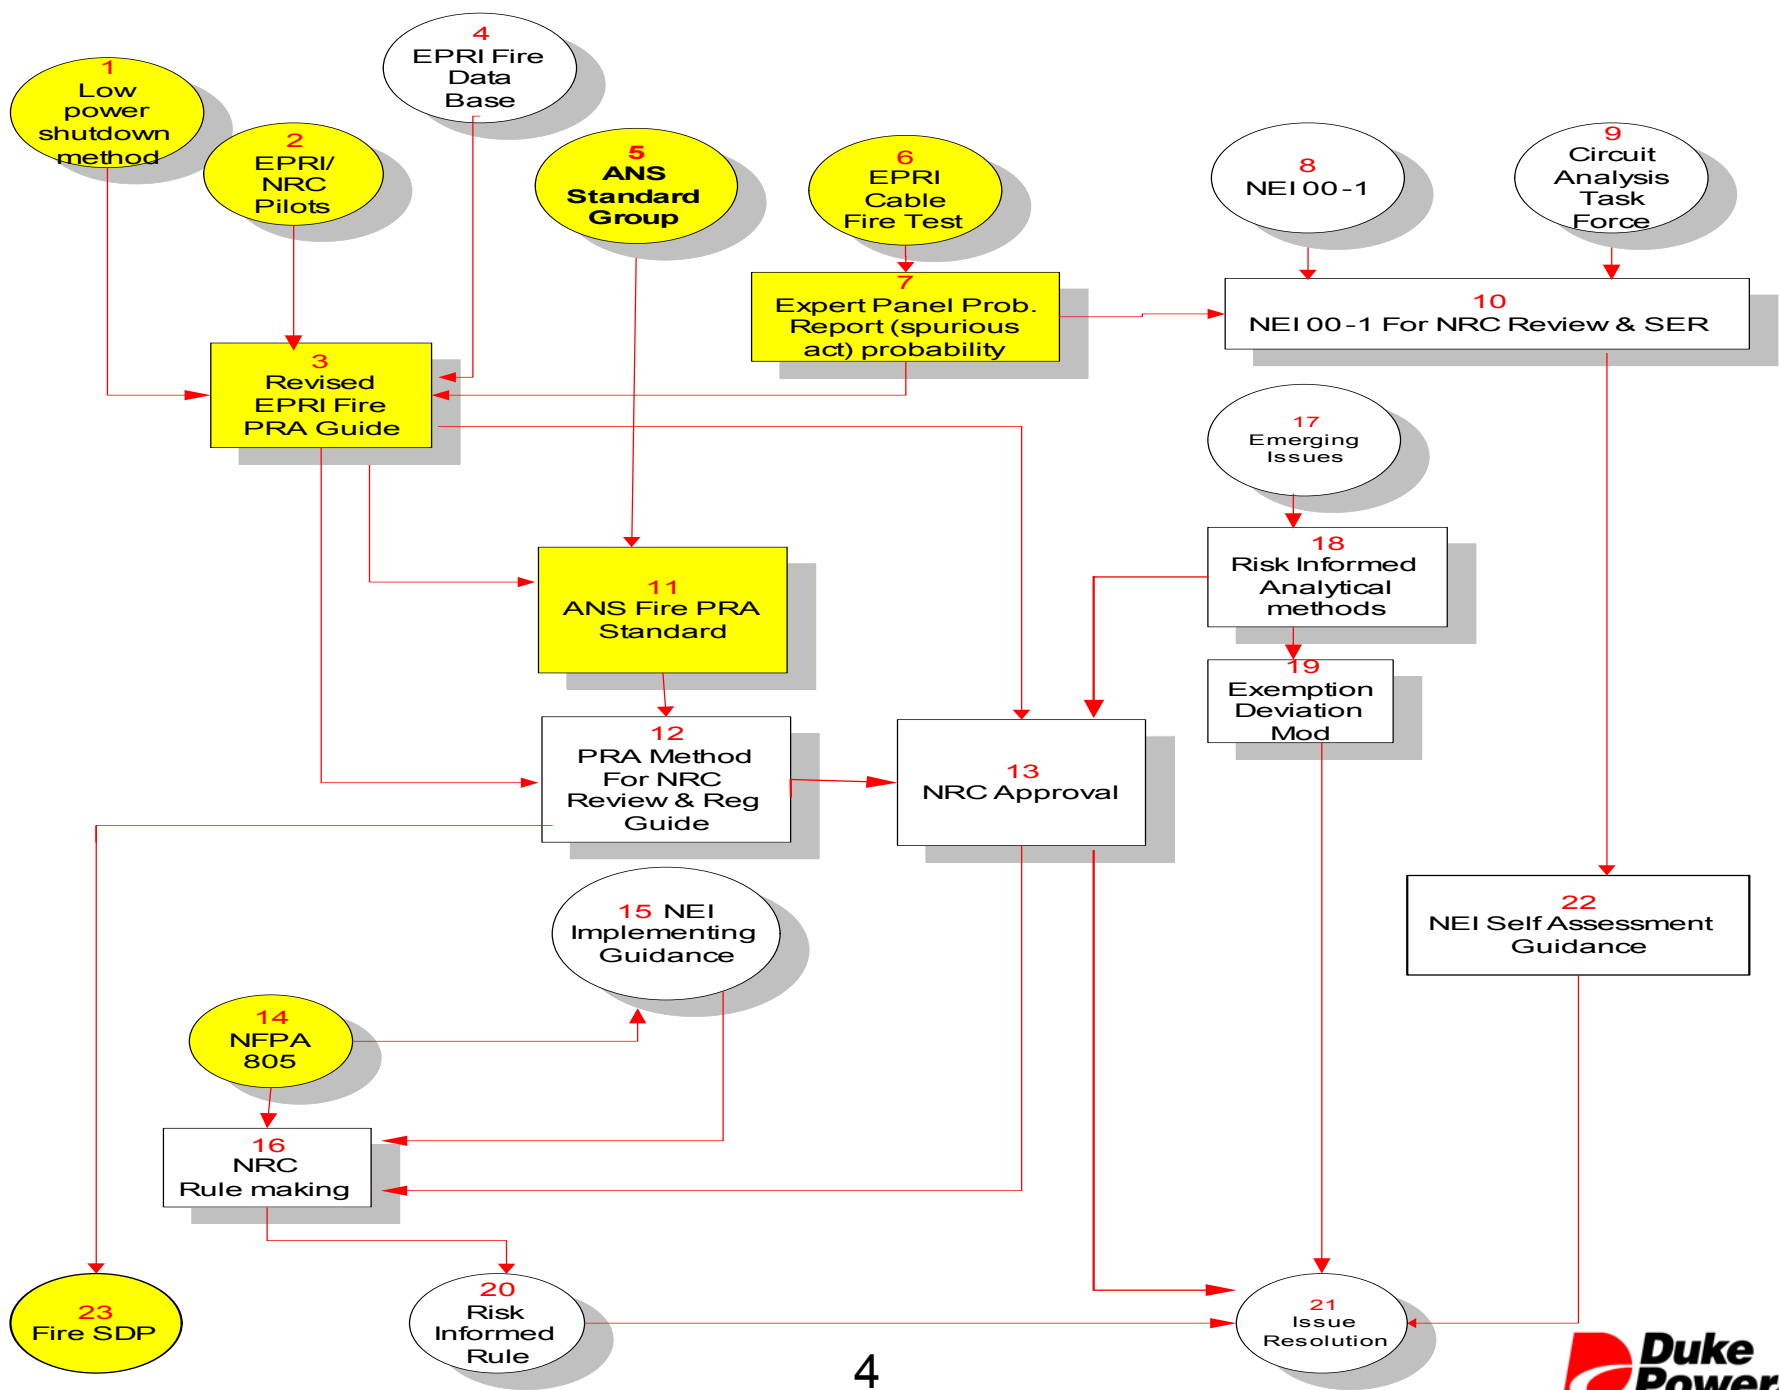 1
Low
power
shutdown
method
2
EPRI/
NRC
Pilots
4
EPRI Fire
Data
Base
5
ANS
Standard
Group
6
EPRI
Cable
Fire Test
8
NEI 00-1
9
Circuit
Analysis
Task
Force
7
Expert Panel Prob.
Report (spurious
act) probability
10
NEI 00-1 For NRC Review & SER
3
Revised
EPRI Fire
PRA Guide
17
Emerging
Issues
18
Risk Informed
Analytical
methods
11
ANS Fire PRA
Standard
19
Exemption
Deviation
Mod
12
PRA Method
For NRC
Review & Reg
Guide
13
NRC Approval
15 NEI
Implementing
Guidance
22
NEI Self Assessment
Guidance
14
NFPA
805
16
NRC
Rule making
23
Fire SDP
20
Risk
Informed
Rule
21
Issue
Resolution
4
Duke
Power